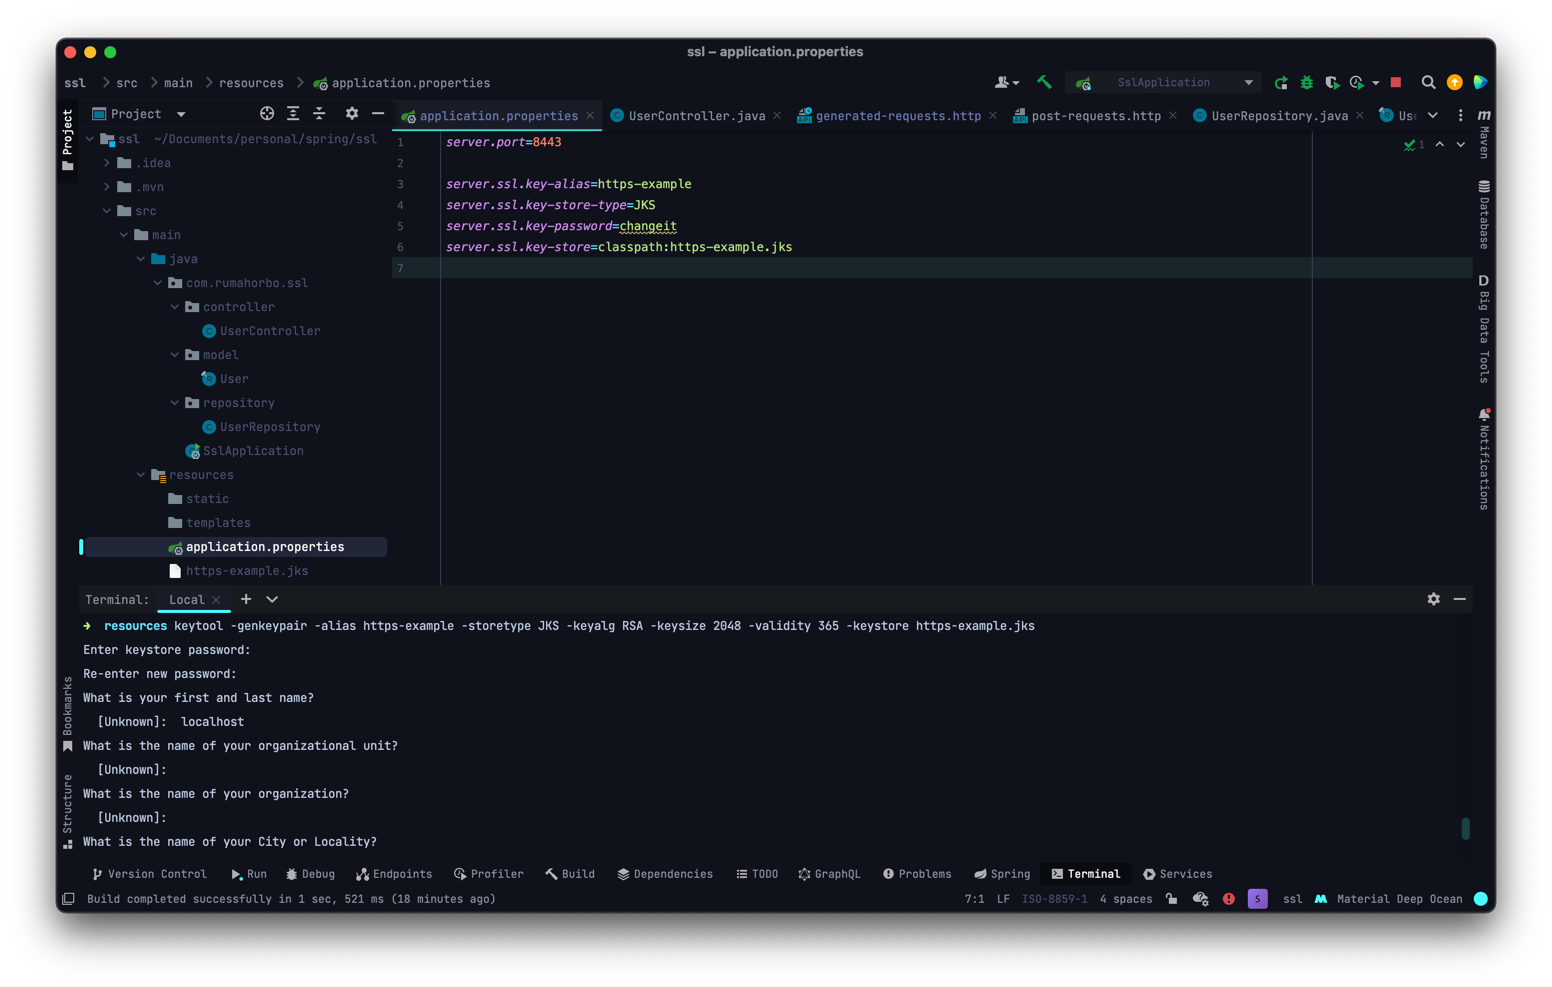 ssl – application.properties
ssl src main resources application.properties
SslApplication
Project
application.properties UserController.java generated-requests.http post-requests.http UserRepository.java Use
Project
ssl ~/Documents/personal/spring/ssl
.idea
.mvn
src
main
java
com.rumahorbo.ssl
controller
UserController
model
User
repository
UserRepository
SslApplication
resources
static
templates
application.properties
https-example.jks
1 server.port=8443
2
3 server.ssl.key-alias=https-example
4 server.ssl.key-store-type=JKS
5 server.ssl.key-password=changeit
6 server.ssl.key-store=classpath:https-example.jks
7
1
m Maven
Database
D Big Data Tools
Notifications
Terminal: Local
→ resources keytool -genkeypair -alias https-example -storetype JKS -keyalg RSA -keysize 2048 -validity 365 -keystore https-example.jks
Enter keystore password:
Re-enter new password:
What is your first and last name?
[Unknown]: localhost
What is the name of your organizational unit?
[Unknown]:
What is the name of your organization?
[Unknown]:
What is the name of your City or Locality?
Bookmarks
Structure
Version Control Run Debug Endpoints Profiler Build Dependencies TODO GraphQL Problems Spring Terminal Services
Build completed successfully in 1 sec, 521 ms (18 minutes ago) 7:1 LF ISO-8859-1 4 spaces S ssl Material Deep Ocean